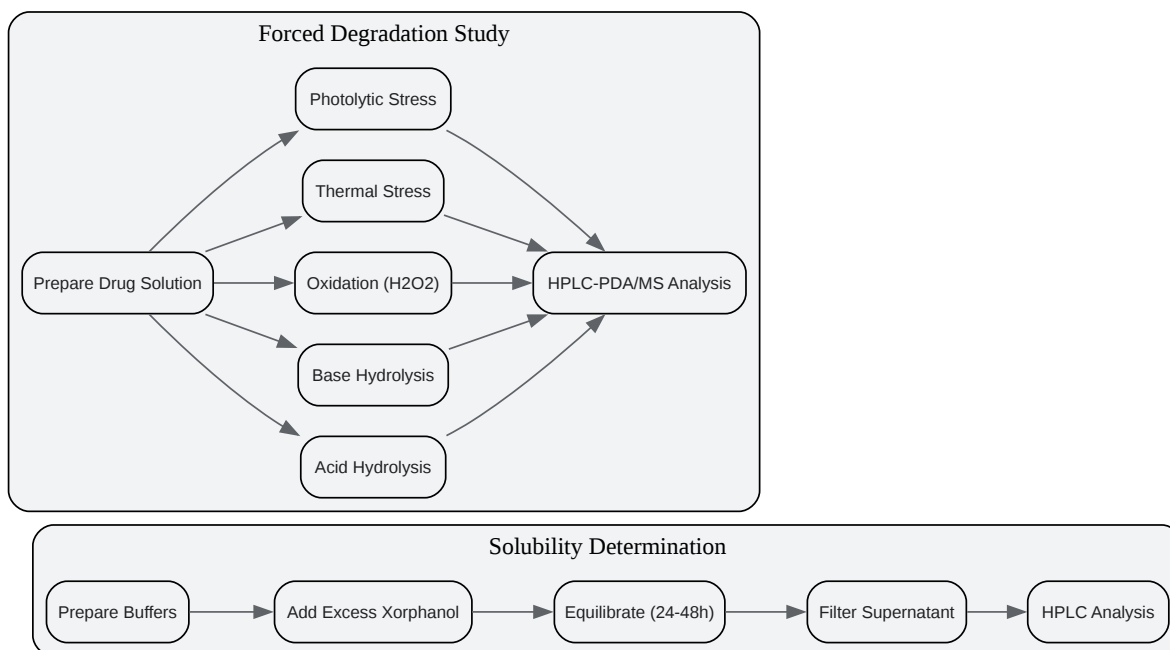 Forced Degradation Study
Photolytic Stress
Thermal Stress
Prepare Drug Solution
Oxidation (H2O2)
HPLC-PDA/MS Analysis
Base Hydrolysis
Acid Hydrolysis
Solubility Determination
Prepare Buffers
Add Excess Xorphanol
Equilibrate (24-48h)
Filter Supernatant
HPLC Analysis